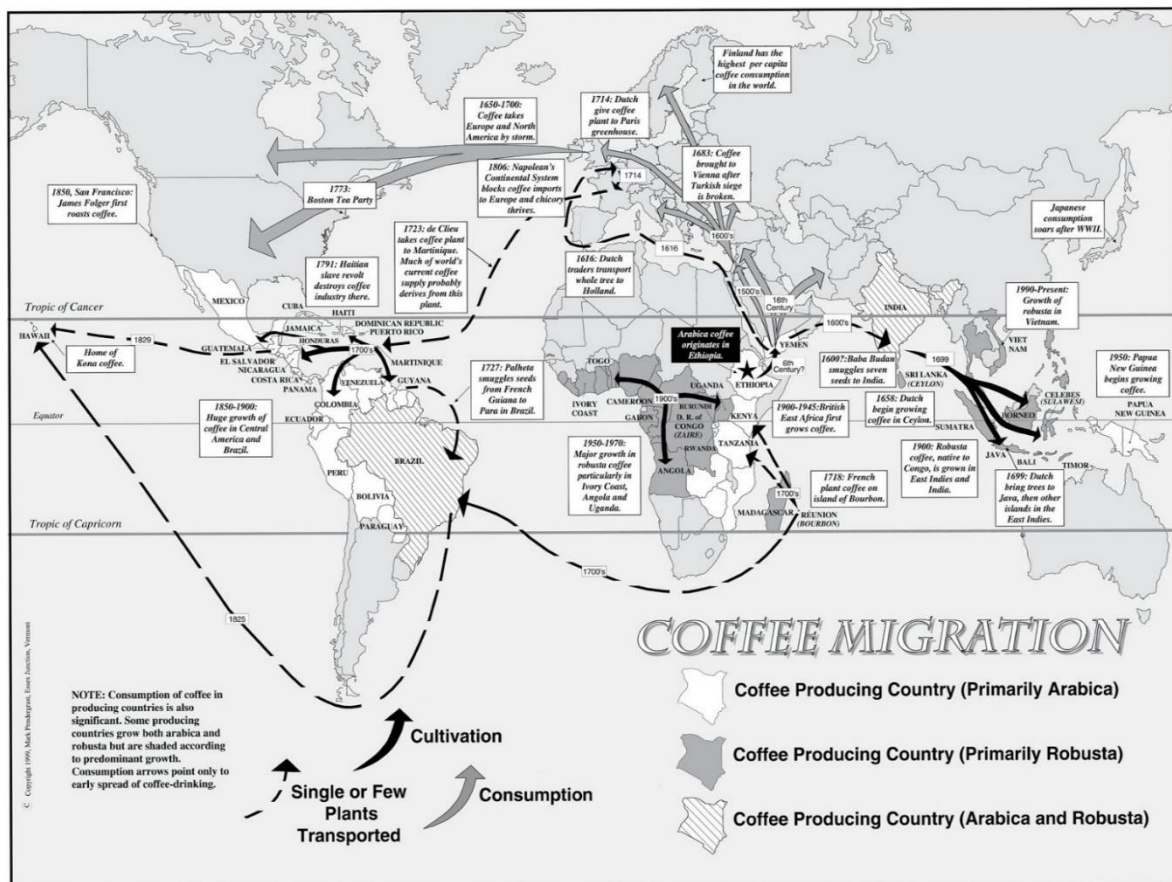 Finland has the
highest per capita
coffee consumption
in the world.
1650-1700:
Coffee takes
Europe and North
America by storm.
1714: Dutch
give coffee
plant to Paris
greenhouse.
1683: Coffee
brought to
Vienna after
Turkish siege
is broken.
1806: Napolean's
Continental System
blocks coffee imports
to Europe and chicory
thrives.
1714
1850, San Francisco:
James Folger first
roasts coffee.
1773:
Boston Tea Party
1723: de Clieu
takes coffee plant
to Martinique.
Much of world's
current coffee
supply probably
derives from this
plant.
1600's
1616
Japanese
consumption
soars after WWII.
1791: Haitian
slave revolt
destroys coffee
industry there.
1616: Dutch
traders transport
whole tree to
Holland.
1500's
16th
Century
1990-Present:
Growth of
robusta in
Vietnam.
Tropic of Cancer
MEXICO
CUBA
HAITI
DOMINICAN REPUBLIC
PUERTO RICO
JAMAICA
HONDURAS
HAWAII
1829
Home of
Kona coffee.
GUATEMALA
EL SALVADOR
NICARAGUA
COSTA RICA
PANAMA
1700's
MARTINIQUE
VENEZUELA
GUYANA
COLOMBIA
ECUADOR
Arabica coffee
originates in
Ethiopia.
YEMEN
6th
Century?
ETHIOPIA
1600's
INDIA
1600?:Baba Budan
smuggles seven
seeds to India.
1699
SRI LANKA
(CEYLON)
VIET
NAM
1950: Papua
New Guinea
begins growing
coffee.
PAPUA
NEW GUINEA
CELEBES
(SULAWESI)
BORNEO
SUMATRA
JAVA
BALI
TIMOR
Equator
1850-1900:
Huge growth of
coffee in Central
America and
Brazil.
1727: Palheta
smuggles seeds
from French
Guiana to
Para in Brazil.
TOGO
IVORY
COAST
CAMEROON
GABON
1900's
UGANDA
BURUNDI
D. R. of
CONGO
(ZAIRE)
RWANDA
KENYA
TANZANIA
ANGOLA
1900-1945:British
East Africa first
grows coffee.
1658: Dutch
begin growing
coffee in Ceylon.
1900: Robusta
coffee, native to
Congo, is grown in
East Indies and
India.
1699: Dutch
bring trees to
Java, then other
islands in the
East Indies.
1950-1970:
Major growth in
robusta coffee
particularly in
Ivory Coast,
Angola and
Uganda.
1718: French
plant coffee on
island of Bourbon.
1700's
MADAGASCAR
RÉUNION
(BOURBON)
BRAZIL
PERU
BOLIVIA
PARAGUAY
Tropic of Capricorn
1700's
1825
COFFEE MIGRATION
Coffee Producing Country (Primarily Arabica)
Coffee Producing Country (Primarily Robusta)
Coffee Producing Country (Arabica and Robusta)
NOTE: Consumption of coffee in
producing countries is also
significant. Some producing
countries grow both arabica and
robusta but are shaded according
to predominant growth.
Consumption arrows point only to
early spread of coffee-drinking.
Single or Few
Plants
Transported
Cultivation
Consumption
© Copyright 1999, Mark Pendergrast, Essex Junction, Vermont